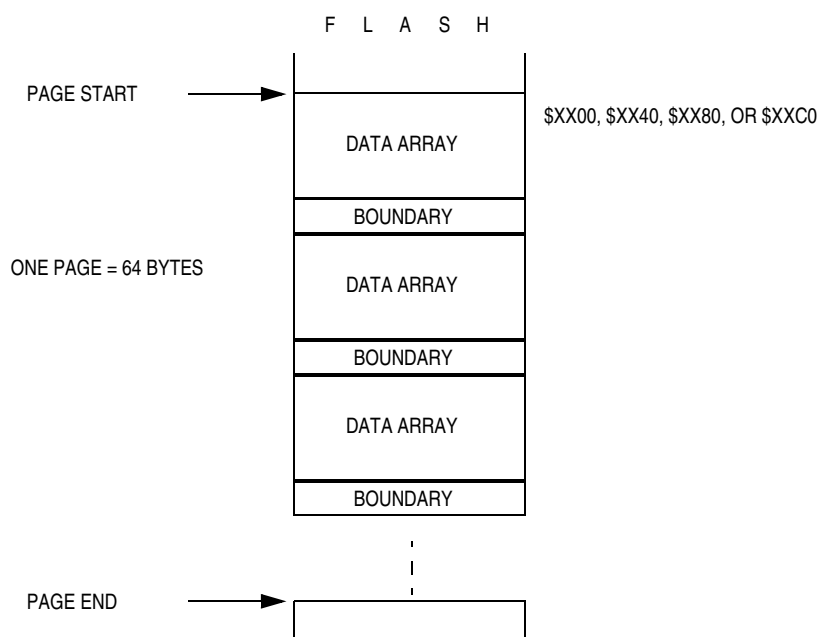 F L A S H
PAGE START
$XX00, $XX40, $XX80, OR $XXC0
DATA ARRAY
BOUNDARY
ONE PAGE = 64 BYTES
DATA ARRAY
BOUNDARY
DATA ARRAY
BOUNDARY
PAGE END